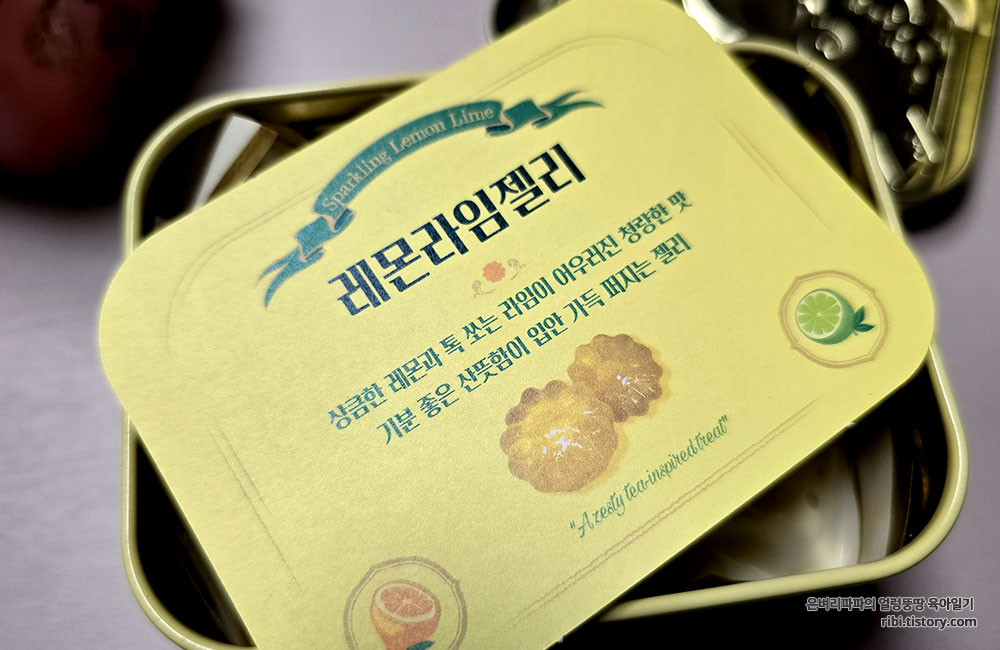 Sparkling Lemon Lime
레몬라임젤리
상큼한 레몬과 톡 쏘는 라임이 어우러진 청량한 맛
기분 좋은 산뜻함이 입안 가득 퍼지는 젤리
"A zesty tea-inspired treat"
은벼리파파의 얼렁뚱땅 육아일기
ribi.tistory.com